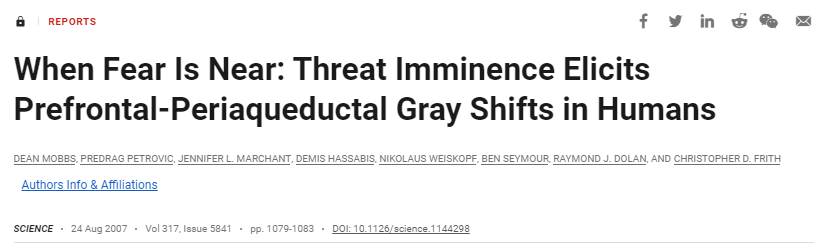 REPORTS
When Fear Is Near: Threat Imminence Elicits
Prefrontal-Periaqueductal Gray Shifts in Humans
DEAN MOBBS, PREDRAG PETROVIC, JENNIFER L. MARCHANT, DEMIS HASSABIS, NIKOLAUS WEISKOPF, BEN SEYMOUR, RAYMOND J. DOLAN, AND CHRISTOPHER D. FRITH
Authors Info & Affiliations
SCIENCE • 24 Aug 2007 • Vol 317, Issue 5841 • pp. 1079-1083 • DOI: 10.1126/science.1144298